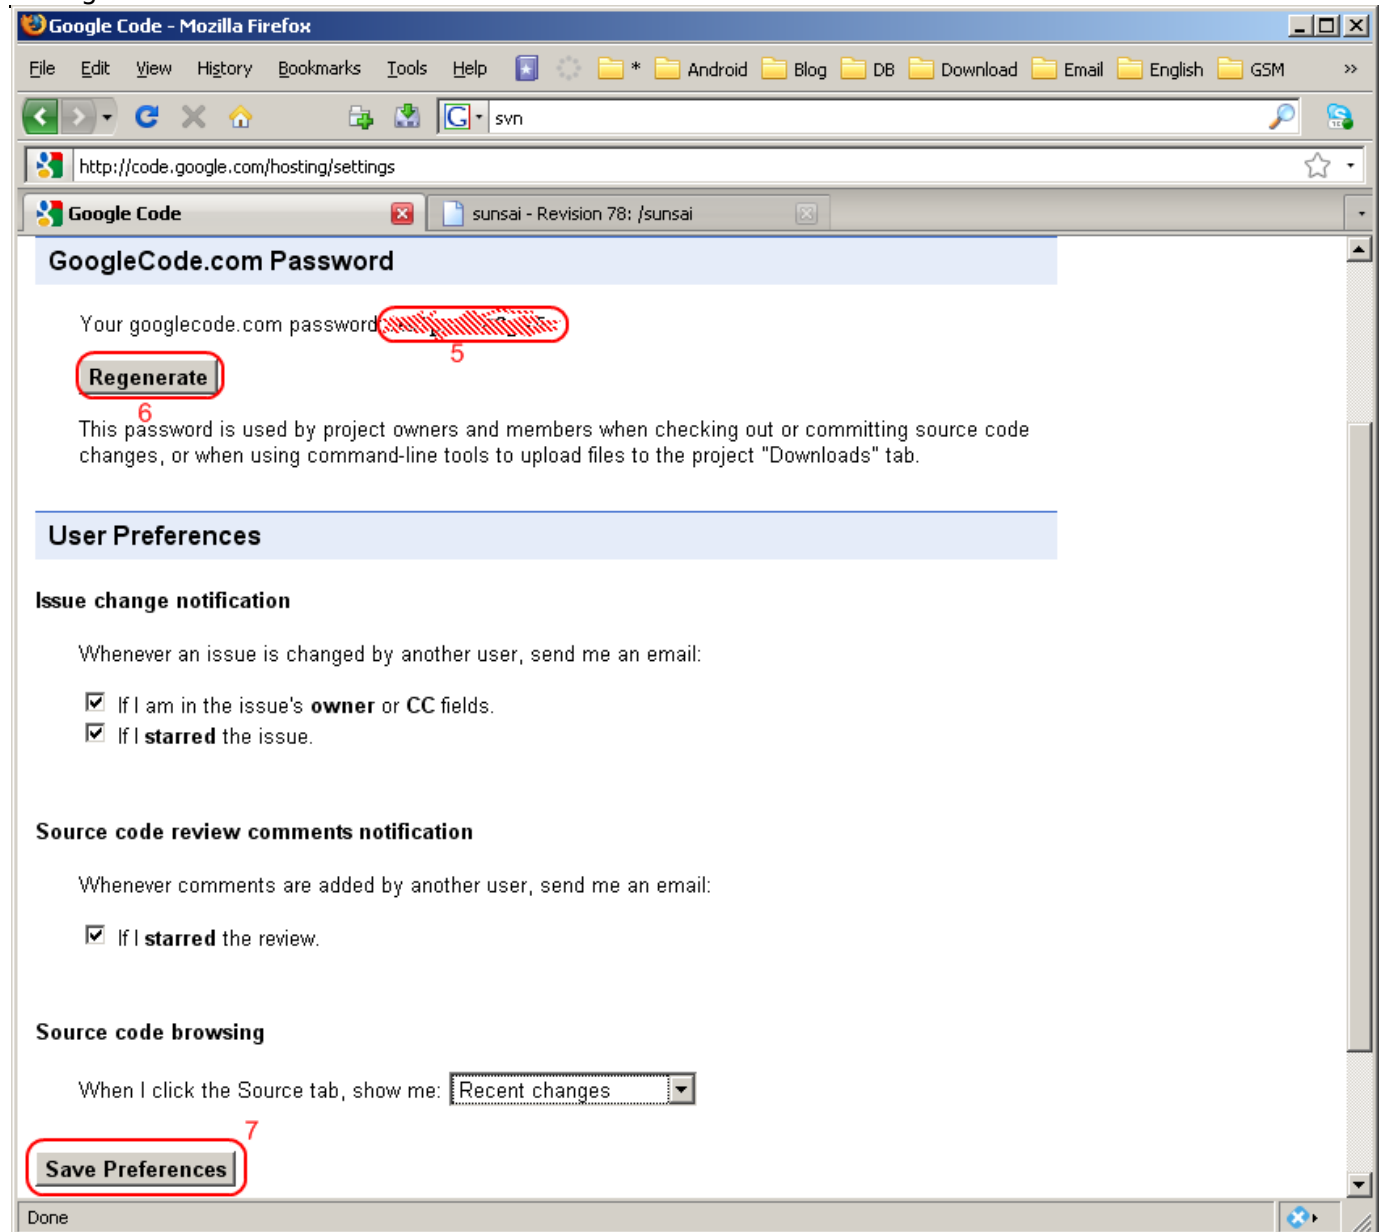 Google Code - Mozilla Firefox
File Edit View History Bookmarks Tools Help * Android Blog DB Download Email English GSM »
G svn
http://code.google.com/hosting/settings
Google Code sunsai - Revision 78: /sunsai
GoogleCode.com Password
Your googlecode.com password
5
Regenerate
6
This password is used by project owners and members when checking out or committing source code
changes, or when using command-line tools to upload files to the project "Downloads" tab.
User Preferences
Issue change notification
Whenever an issue is changed by another user, send me an email:
If I am in the issue's owner or CC fields.
If I starred the issue.
Source code review comments notification
Whenever comments are added by another user, send me an email:
If I starred the review.
Source code browsing
When I click the Source tab, show me: Recent changes
7
Save Preferences
Done